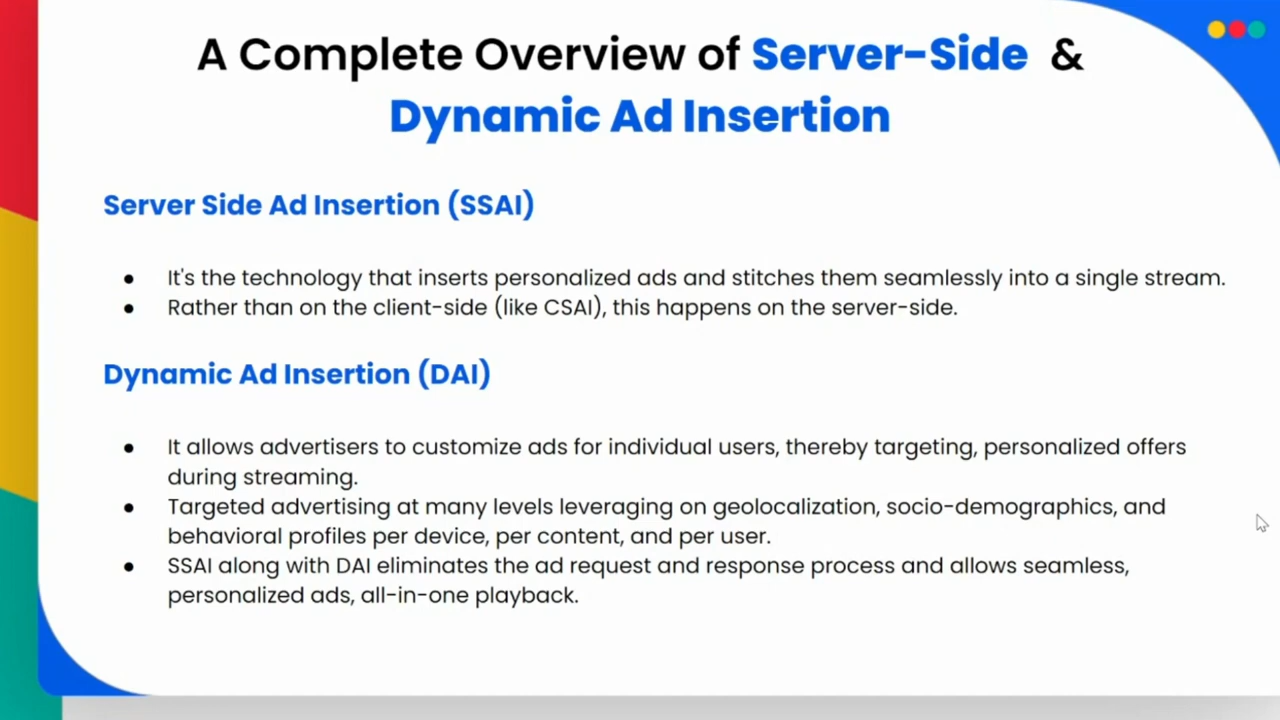 A Complete Overview of Server-Side &
Dynamic Ad Insertion
Server Side Ad Insertion (SSAI)
● It's the technology that inserts personalized ads and stitches them seamlessly into a single stream.
● Rather than on the client-side (like CSAI), this happens on the server-side.
Dynamic Ad Insertion (DAI)
● It allows advertisers to customize ads for individual users, thereby targeting, personalized offers
during streaming.
● Targeted advertising at many levels leveraging on geolocalization, socio-demographics, and
behavioral profiles per device, per content, and per user.
● SSAI along with DAI eliminates the ad request and response process and allows seamless,
personalized ads, all-in-one playback.